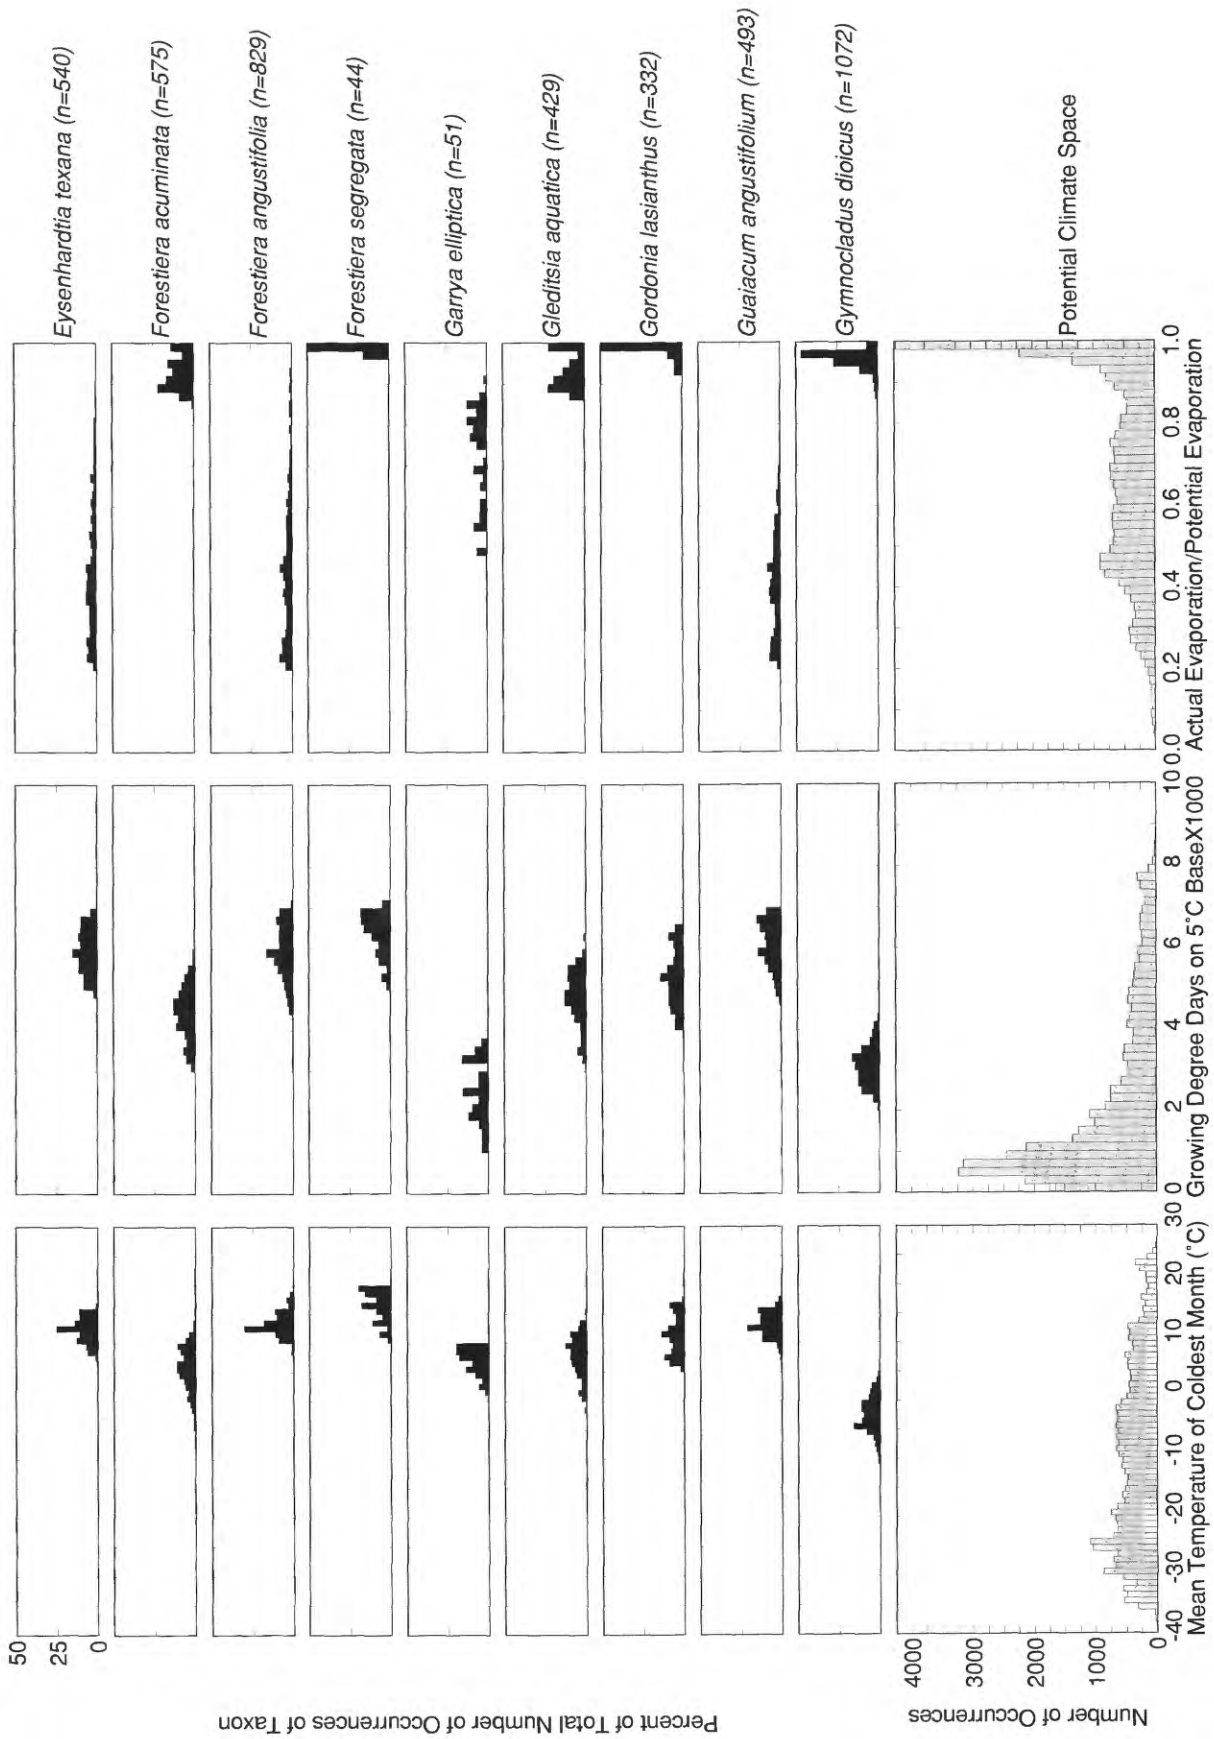 Eysenhardtia texana (n=540)
Forestiera acuminata (n=575)
Forestiera angustifolia (n=829)
Forestiera segregata (n=44)
Garrya elliptica (n=51)
Gleditsia aquatica (n=429)
Gordonia lasianthus (n=332)
Guaiacum angustifolium (n=493)
Gymnocladus dioicus (n=1072)
Potential Climate Space
50
25
0
Percent of Total Number of Occurrences of Taxon
4000
3000
2000
1000
0
Number of Occurrences
-40 -30 -20 -10 0 10 20 30
Mean Temperature of Coldest Month (°C)
0 2 4 6 8 10
Growing Degree Days on 5°C BaseX1000
0.0 0.2 0.4 0.6 0.8 1.0
Actual Evaporation/Potential Evaporation